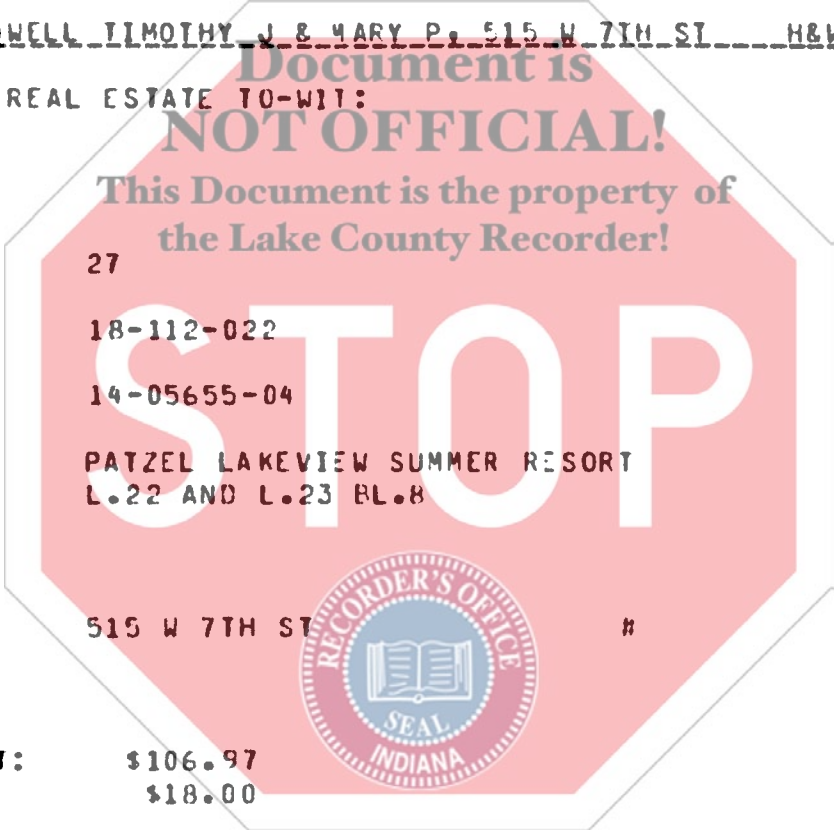 WELL TIMOTHY J & MARY P. 515 W 7TH ST H&W
Document is
REAL ESTATE TO-WIT:
NOT OFFICIAL!
This Document is the property of
the Lake County Recorder!
27
18-112-022
14-05655-04
STOP
PATZEL LAKEVIEW SUMMER RESORT
L.22 AND L.23 BL.8
515 W 7TH ST #
RECORDER'S OFFICE
SEAL
INDIANA
: $106.97
$18.00